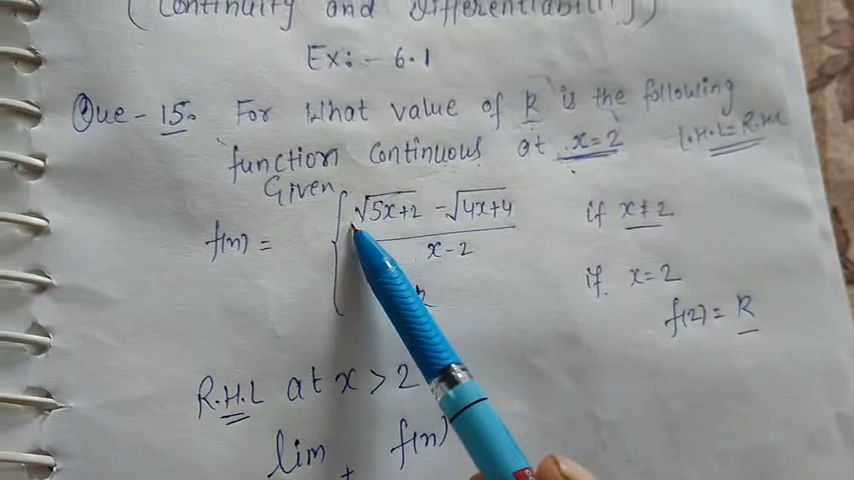 (Continuity and Differentiability)
Ex:- 6.1
Que-15. For What value of k is the following
function Continuous at x=2 L.H.L=R.H.L
Given
f(x) = { √5x+2 - √4x+4 if x≠2
x-2
k if x=2
f(2) = k
R.H.L at x>2
lim f(x)
+